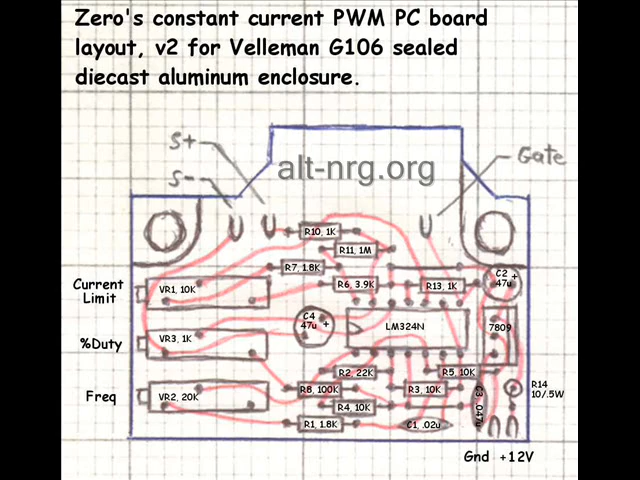 Zero's constant current PWM PC board
layout, v2 for Velleman G106 sealed
diecast aluminum enclosure.
S+
S-
alt-nrg.org
Gate
R10, 1K
R11, 1M
R7, 1.8K
C2
47u
+
Current
Limit
VR1, 10K
R6, 3.9K
R13, 1K
C4
47u
+
LM324N
7809
%Duty
VR3, 1K
R2, 22K
R5, 10K
R14
10/.5W
Freq
VR2, 20K
R8, 100K
R3, 10K
C3, .047u
R4, 10K
R1, 1.8K
C1, .02u
Gnd +12V